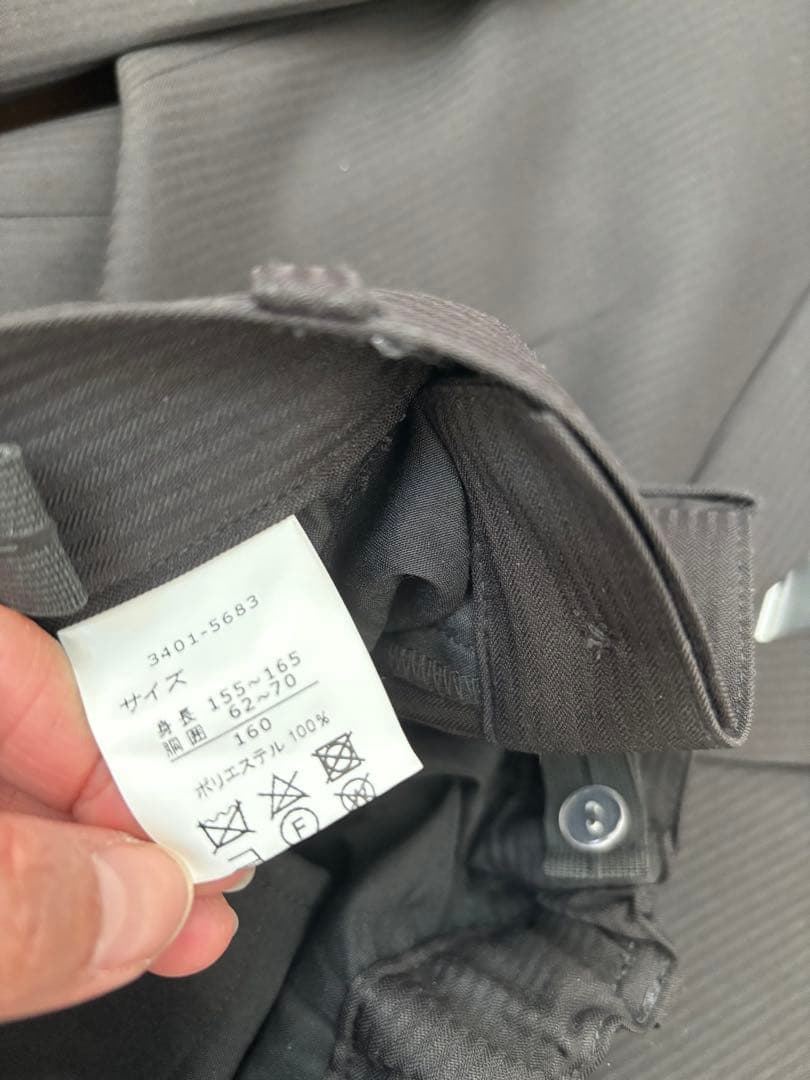 3401-5683
サイズ
身長 155~165
胴囲 62~70
160
ポリエステル 100%
F